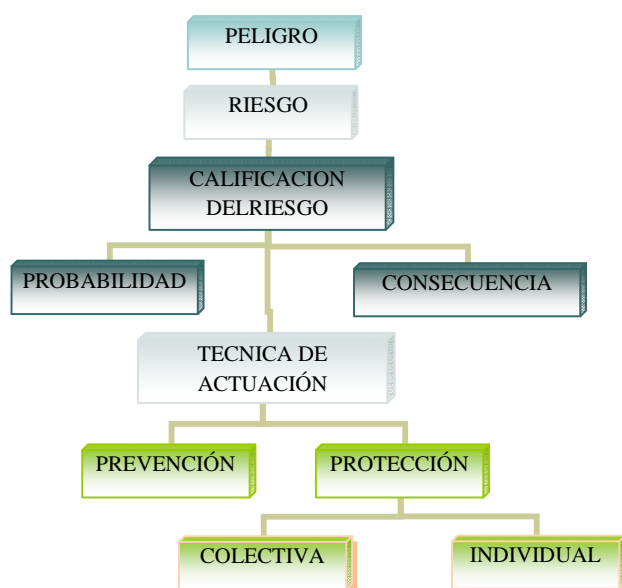 PELIGRO
RIESGO
CALIFICACION
DELRIESGO
PROBABILIDAD
CONSECUENCIA
TECNICA DE
ACTUACIÓN
PREVENCIÓN
PROTECCIÓN
COLECTIVA
INDIVIDUAL